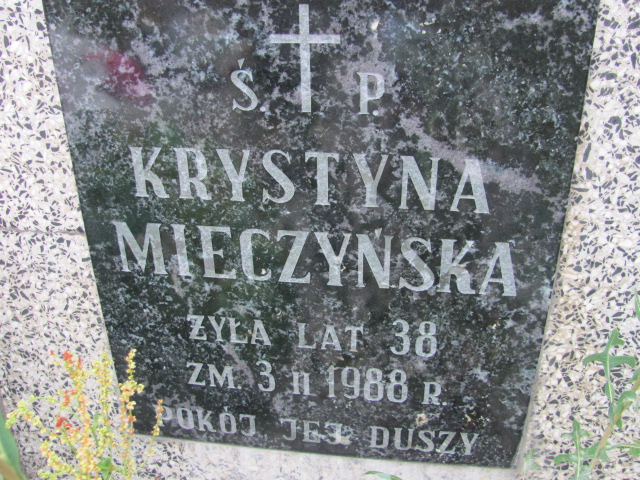 Ś. P.
KRYSTYNA
MIECZYŃSKA
ŻYŁA LAT 38
ZM. 3 II 1988 R.
POKÓJ JEJ DUSZY